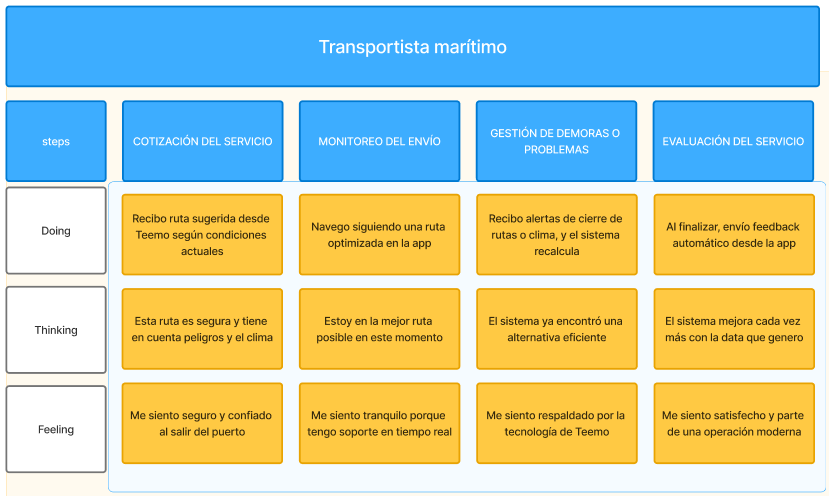 Transportista marítimo
steps
COTIZACIÓN DEL SERVICIO
MONITOREO DEL ENVÍO
GESTIÓN DE DEMORAS O
PROBLEMAS
EVALUACIÓN DEL SERVICIO
Doing
Recibo ruta sugerida desde
Teemo según condiciones
actuales
Navego siguiendo una ruta
optimizada en la app
Recibo alertas de cierre de
rutas o clima, y el sistema
recalcula
Al finalizar, envío feedback
automático desde la app
Thinking
Esta ruta es segura y tiene
en cuenta peligros y el clima
Estoy en la mejor ruta
posible en este momento
El sistema ya encontró una
alternativa eficiente
El sistema mejora cada vez
más con la data que genero
Feeling
Me siento seguro y confiado
al salir del puerto
Me siento tranquilo porque
tengo soporte en tiempo real
Me siento respaldado por la
tecnología de Teemo
Me siento satisfecho y parte
de una operación moderna